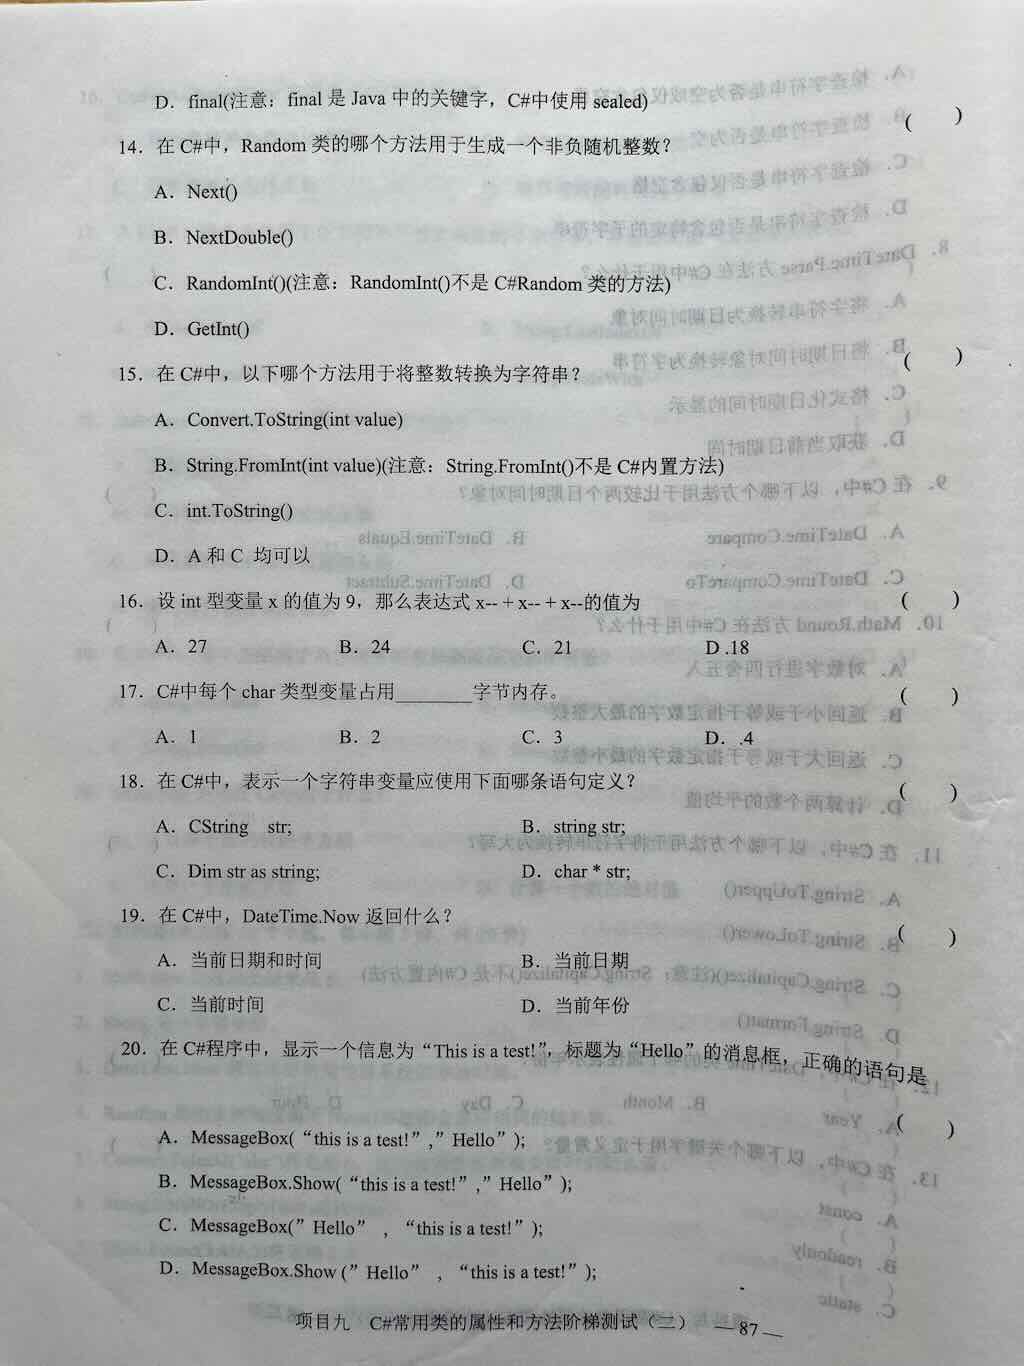 D．final(注意：final 是 Java 中的关键字，C#中使用 sealed)
14．在 C#中，Random 类的哪个方法用于生成一个非负随机整数？ (  )
A．Next()
B．NextDouble()
C．RandomInt()(注意：RandomInt()不是 C#Random 类的方法)
D．GetInt()
15．在 C#中，以下哪个方法用于将整数转换为字符串？ (  )
A．Convert.ToString(int value)
B．String.FromInt(int value)(注意：String.FromInt()不是 C#内置方法)
C．int.ToString()
D．A 和 C 均可以
16．设 int 型变量 x 的值为 9，那么表达式 x-- + x-- + x--的值为 (  )
A．27 B．24 C．21 D .18
17．C#中每个 char 类型变量占用________字节内存。 (  )
A．1 B．2 C．3 D．.4
18．在 C#中，表示一个字符串变量应使用下面哪条语句定义？ (  )
A．CString str; B．string str;
C．Dim str as string; D．char * str;
19．在 C#中，DateTime.Now 返回什么？ (  )
A．当前日期和时间 B．当前日期
C．当前时间 D．当前年份
20．在 C#程序中，显示一个信息为“This is a test!”，标题为“Hello”的消息框，正确的语句是
(  )
A．MessageBox(“this is a test!”,”Hello”);
B．MessageBox.Show(“this is a test!”,”Hello”);
C．MessageBox(”Hello” ，“this is a test!”);
D．MessageBox.Show (”Hello” ，“this is a test!”);
项目九 C#常用类的属性和方法阶梯测试（二） — 87 —